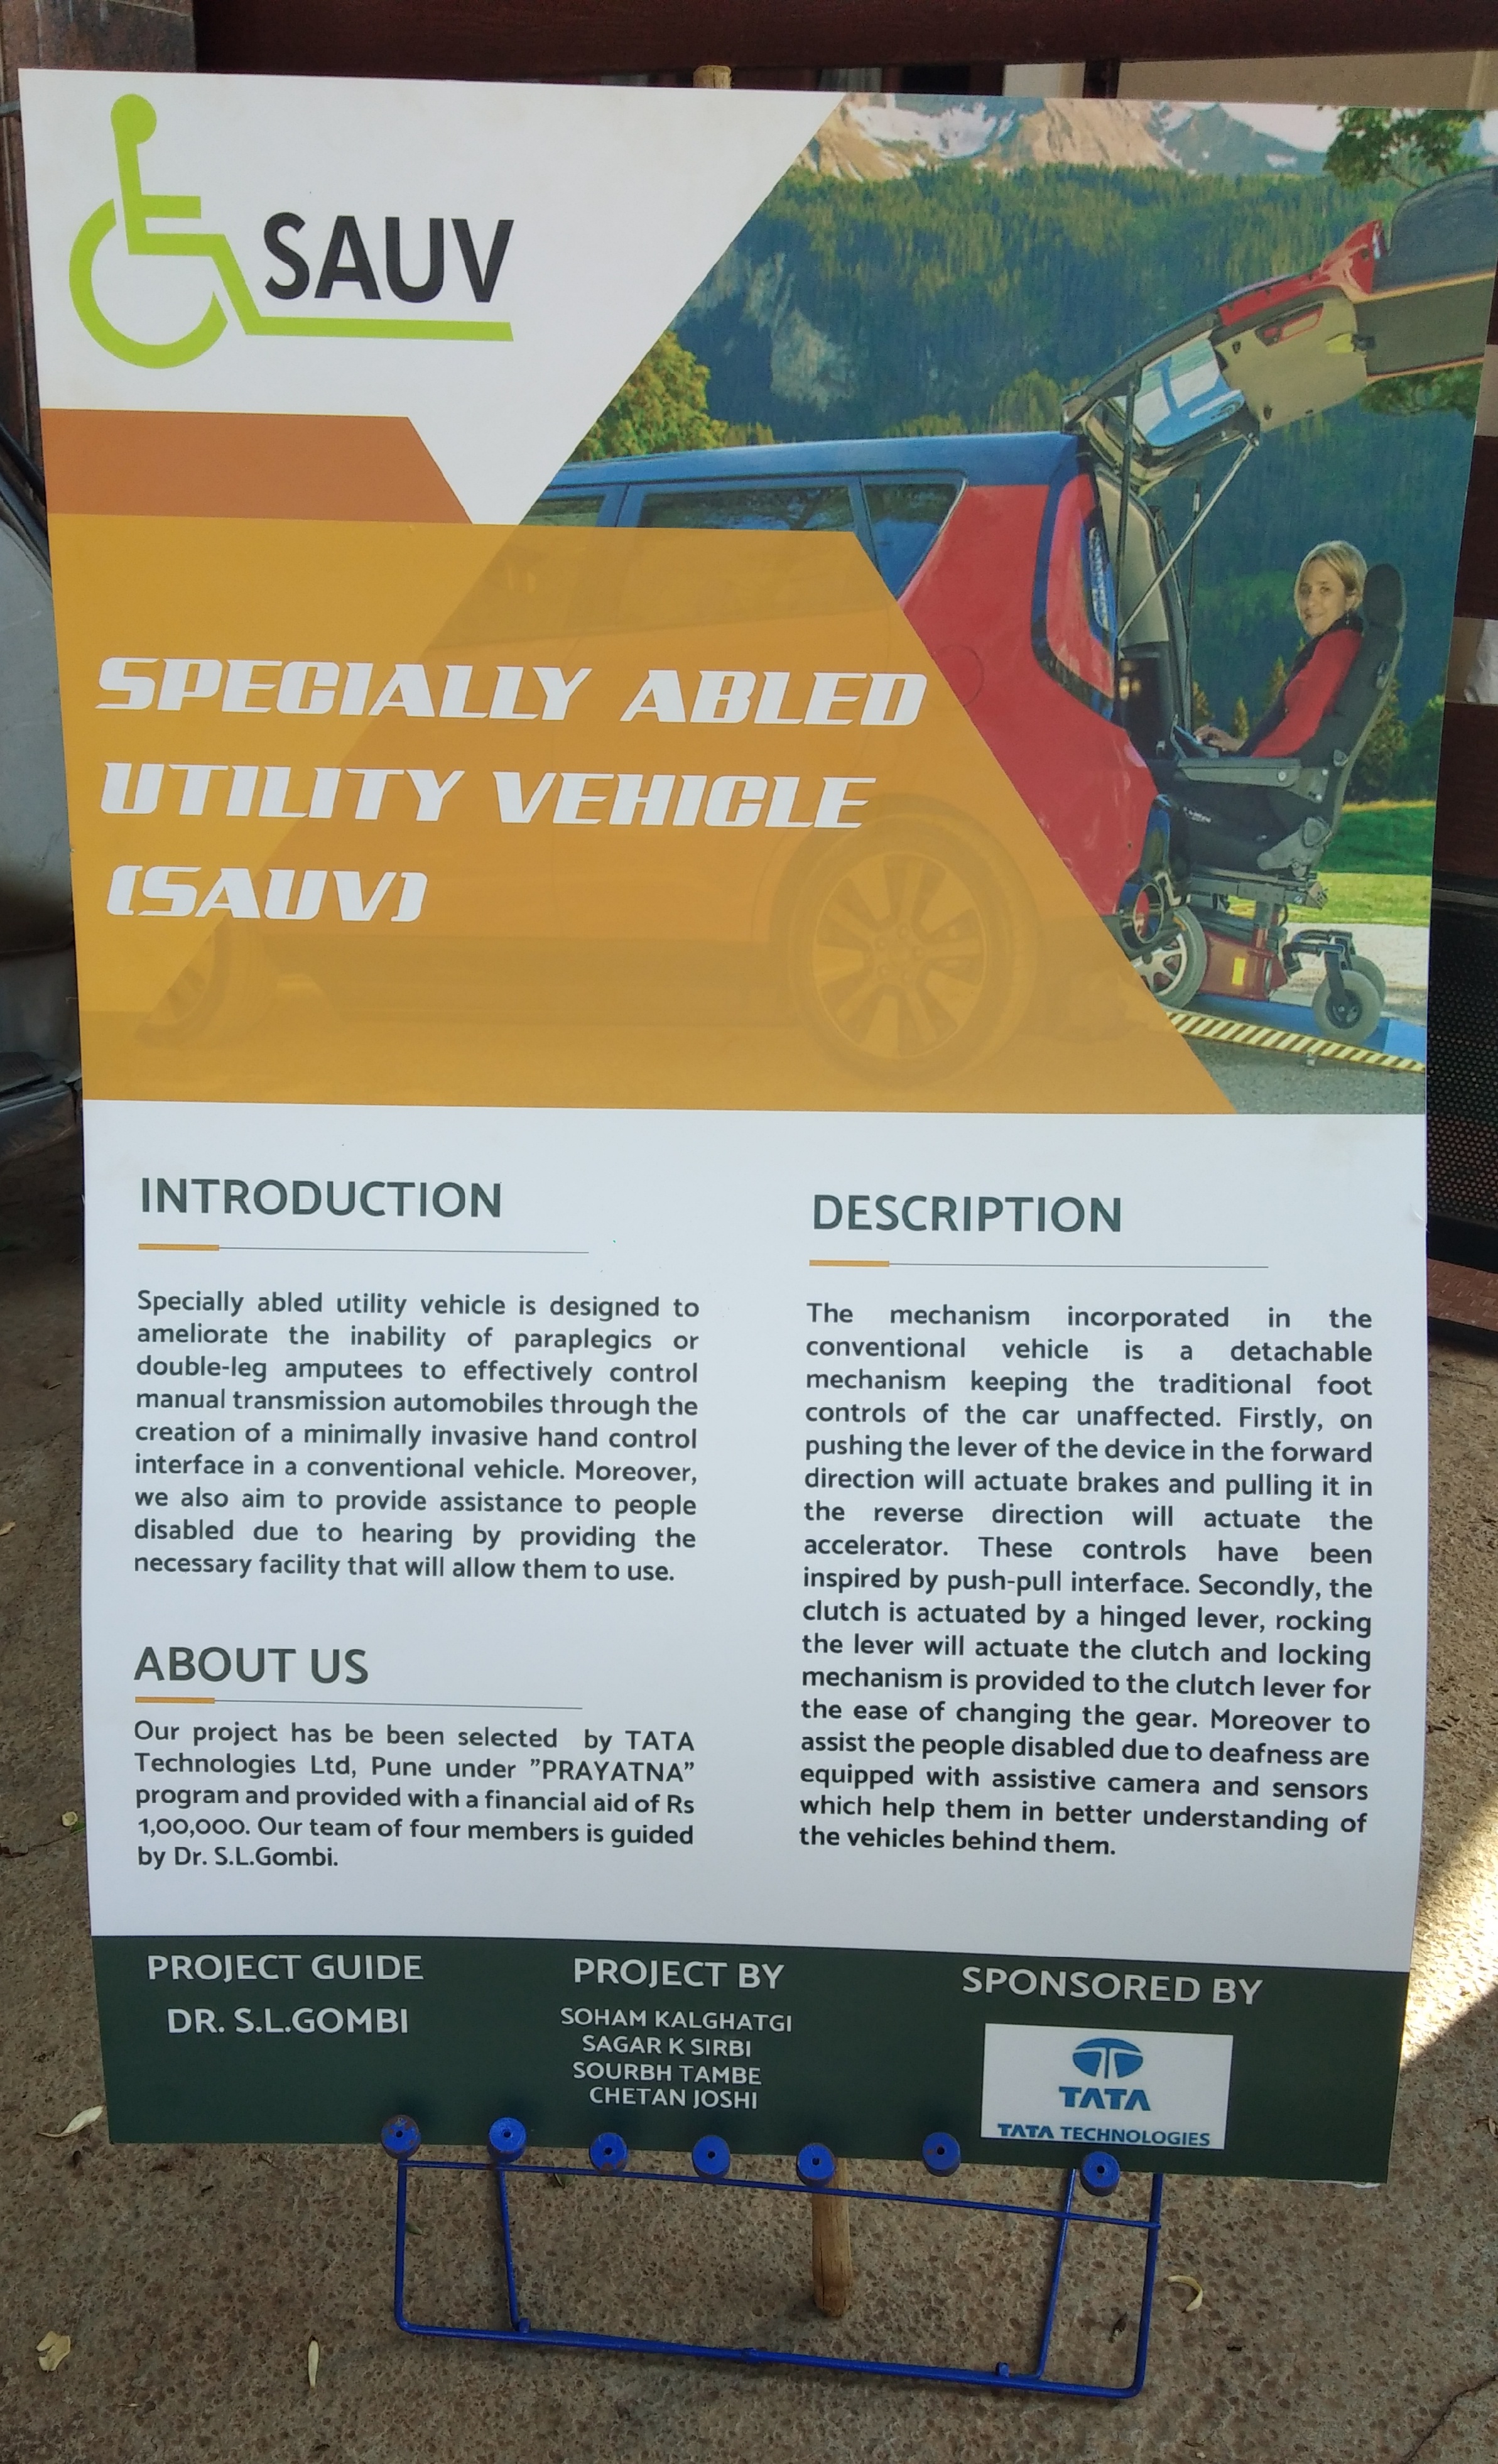 SAUV
SPECIALLY ABLED
UTILITY VEHICLE
(SAUV)
INTRODUCTION
Specially abled utility vehicle is designed to
ameliorate the inability of paraplegics or
double-leg amputees to effectively control
manual transmission automobiles through the
creation of a minimally invasive hand control
interface in a conventional vehicle. Moreover,
we also aim to provide assistance to people
disabled due to hearing by providing the
necessary facility that will allow them to use.
ABOUT US
Our project has be been selected by TATA
Technologies Ltd, Pune under "PRAYATNA"
program and provided with a financial aid of Rs
1,00,000. Our team of four members is guided
by Dr. S.L.Gombi.
DESCRIPTION
The mechanism incorporated in the
conventional vehicle is a detachable
mechanism keeping the traditional foot
controls of the car unaffected. Firstly, on
pushing the lever of the device in the forward
direction will actuate brakes and pulling it in
the reverse direction will actuate the
accelerator. These controls have been
inspired by push-pull interface. Secondly, the
clutch is actuated by a hinged lever, rocking
the lever will actuate the clutch and locking
mechanism is provided to the clutch lever for
the ease of changing the gear. Moreover to
assist the people disabled due to deafness are
equipped with assistive camera and sensors
which help them in better understanding of
the vehicles behind them.
PROJECT GUIDE
DR. S.L.GOMBI
PROJECT BY
SOHAM KALGHATGI
SAGAR K SIRBI
SOURBH TAMBE
CHETAN JOSHI
SPONSORED BY
TATA
TATA TECHNOLOGIES